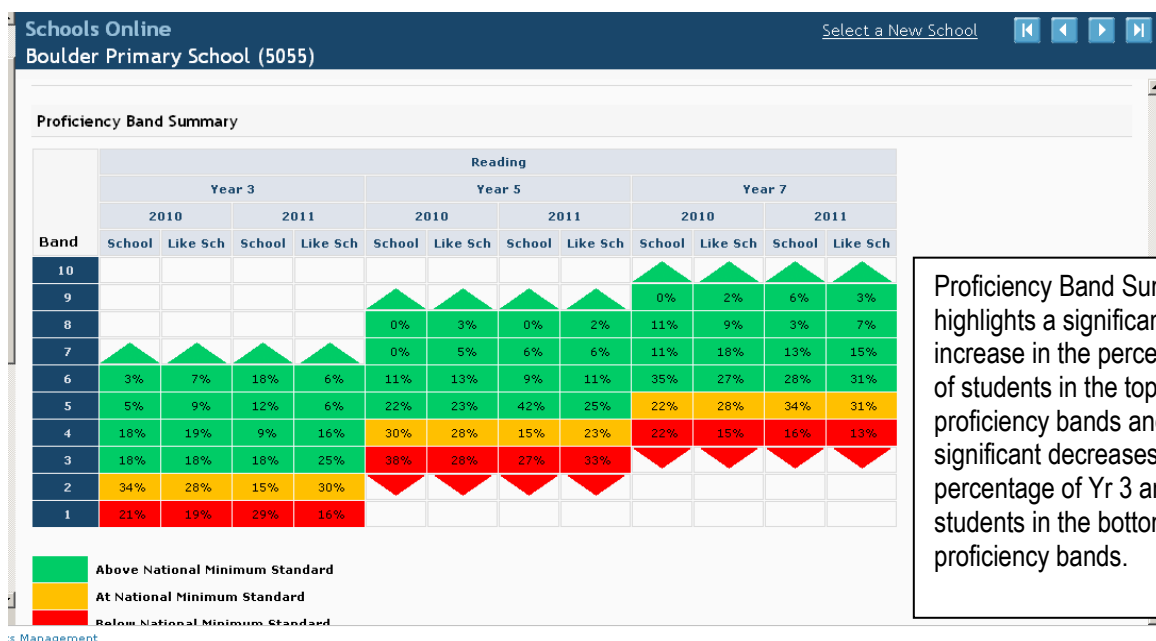 Schools Online
Select a New School
Boulder Primary School (5055)
Proficiency Band Summary
Reading
Year 3 Year 5 Year 7
2010 2011 2010 2011 2010 2011
Band School Like Sch School Like Sch School Like Sch School Like Sch School Like Sch School Like Sch
10
9 0% 2% 6% 3%
8 0% 3% 0% 2% 11% 9% 3% 7%
7 0% 5% 6% 6% 11% 18% 13% 15%
6 3% 7% 18% 6% 11% 13% 9% 11% 35% 27% 28% 31%
5 5% 9% 12% 6% 22% 23% 42% 25% 22% 28% 34% 31%
4 18% 19% 9% 16% 30% 28% 15% 23% 22% 15% 16% 13%
3 18% 18% 18% 25% 38% 28% 27% 33%
2 34% 28% 15% 30%
1 21% 19% 29% 16%
Above National Minimum Standard
At National Minimum Standard
Below National Minimum Standard
Proficiency Band
highlights a
increase in the
of students in the top
proficiency bands
significant decreases
percentage of Yr 3
students in the
proficiency bands.
Management